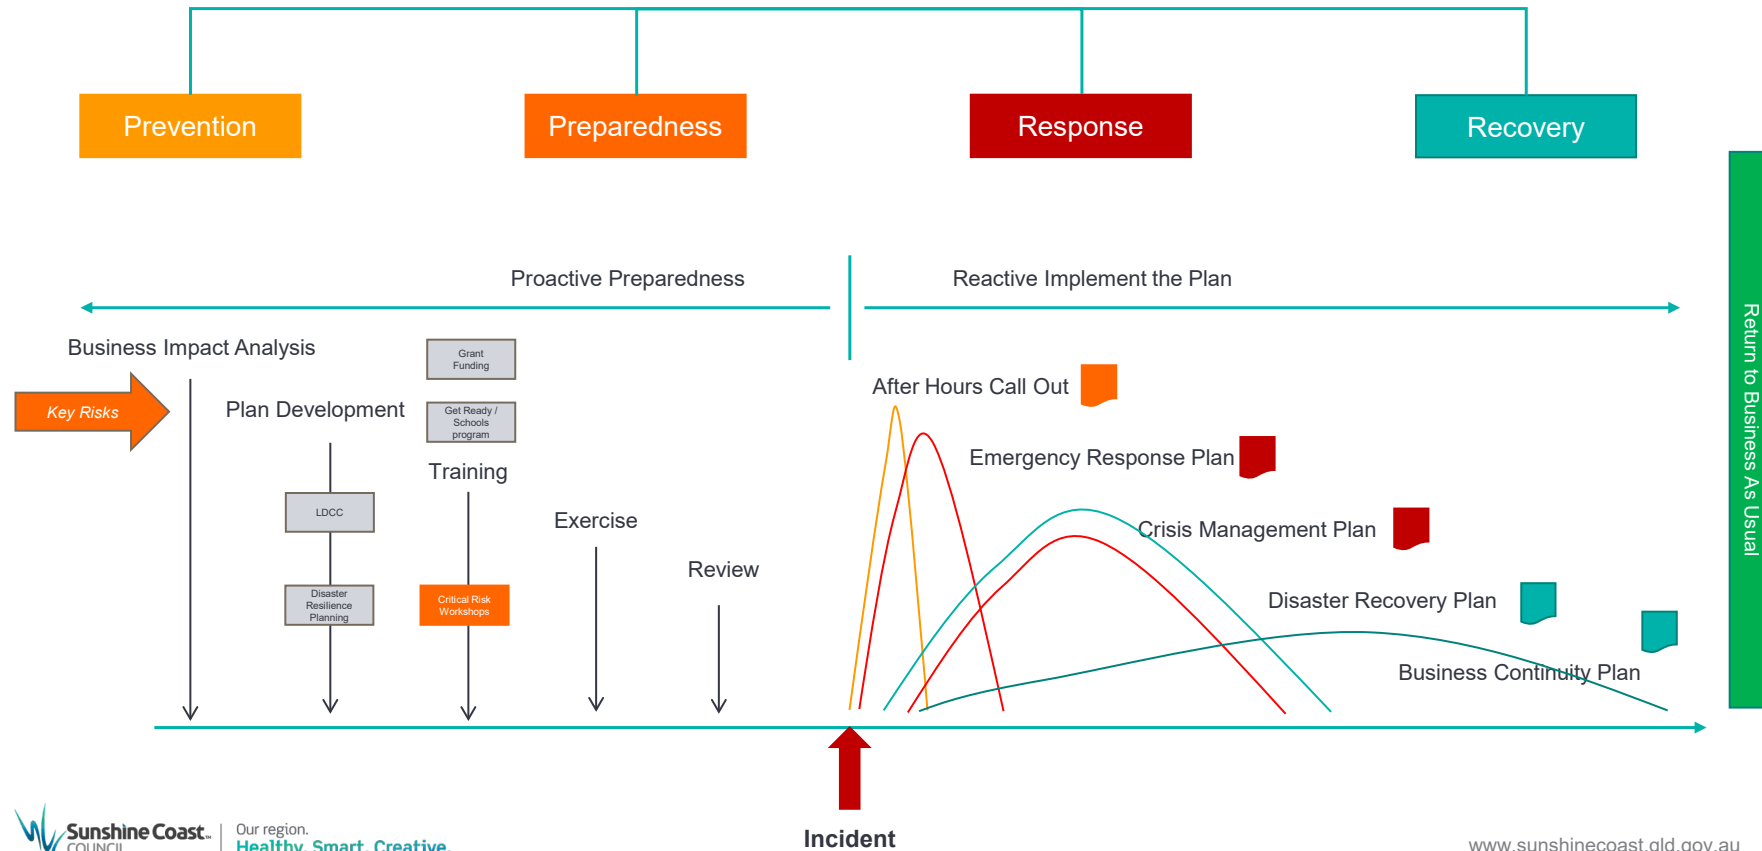 Prevention
Preparedness
Response
Recovery
Proactive Preparedness
Reactive Implement the Plan
Return to Business As Usual
Business Impact Analysis
Key Risks
Plan Development
LDCC
Disaster
Resilience
Planning
Grant
Funding
Get Ready /
Schools
program
Training
Critical Risk
Workshops
Exercise
Review
After Hours Call Out
Emergency Response Plan
Crisis Management Plan
Disaster Recovery Plan
Business Continuity Plan
Incident
Sunshine Coast™
COUNCIL
Our region.
Healthy. Smart. Creative.
www.sunshinecoast.qld.gov.au